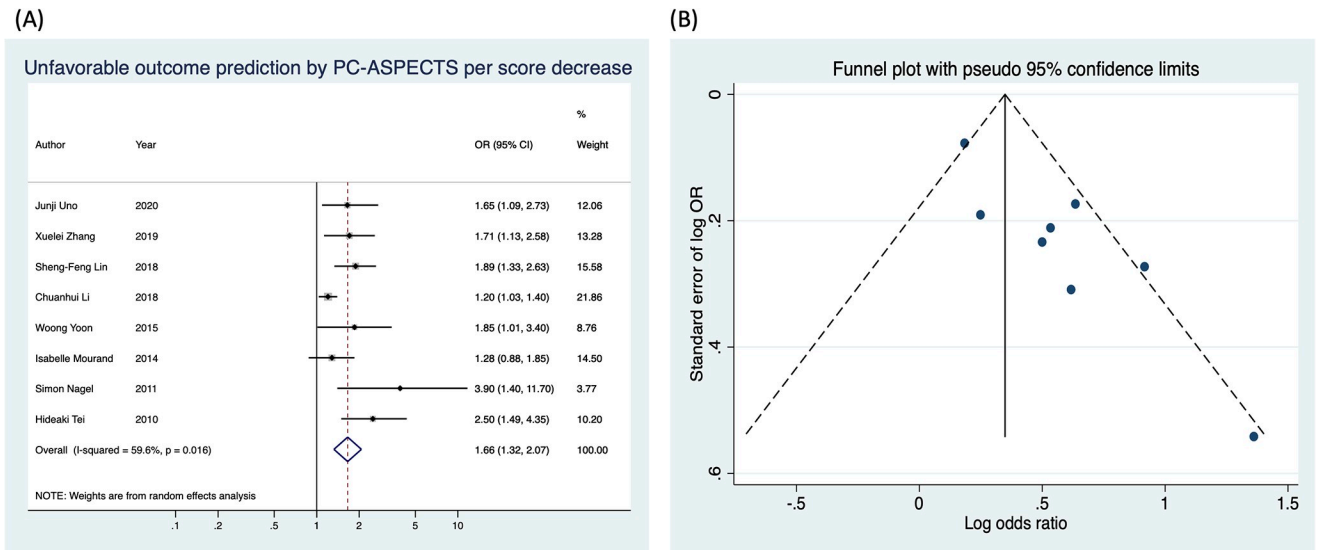 (A)
Unfavorable outcome prediction by PC-ASPECTS per score decrease
%
Author Year OR (95% CI) Weight
Junji Uno 2020 1.65 (1.09, 2.73) 12.06
Xuelei Zhang 2019 1.71 (1.13, 2.58) 13.28
Sheng-Feng Lin 2018 1.89 (1.33, 2.63) 15.58
Chuanhui Li 2018 1.20 (1.03, 1.40) 21.86
Woong Yoon 2015 1.85 (1.01, 3.40) 8.76
Isabelle Mourand 2014 1.28 (0.88, 1.85) 14.50
Simon Nagel 2011 3.90 (1.40, 11.70) 3.77
Hideaki Tei 2010 2.50 (1.49, 4.35) 10.20
Overall (I-squared = 59.6%, p = 0.016) 1.66 (1.32, 2.07) 100.00
NOTE: Weights are from random effects analysis
.1 .2 .5 1 2 5 10
(B)
Funnel plot with pseudo 95% confidence limits
Standard error of log OR
0
.2
.4
.6
-.5 0 .5 1 1.5
Log odds ratio